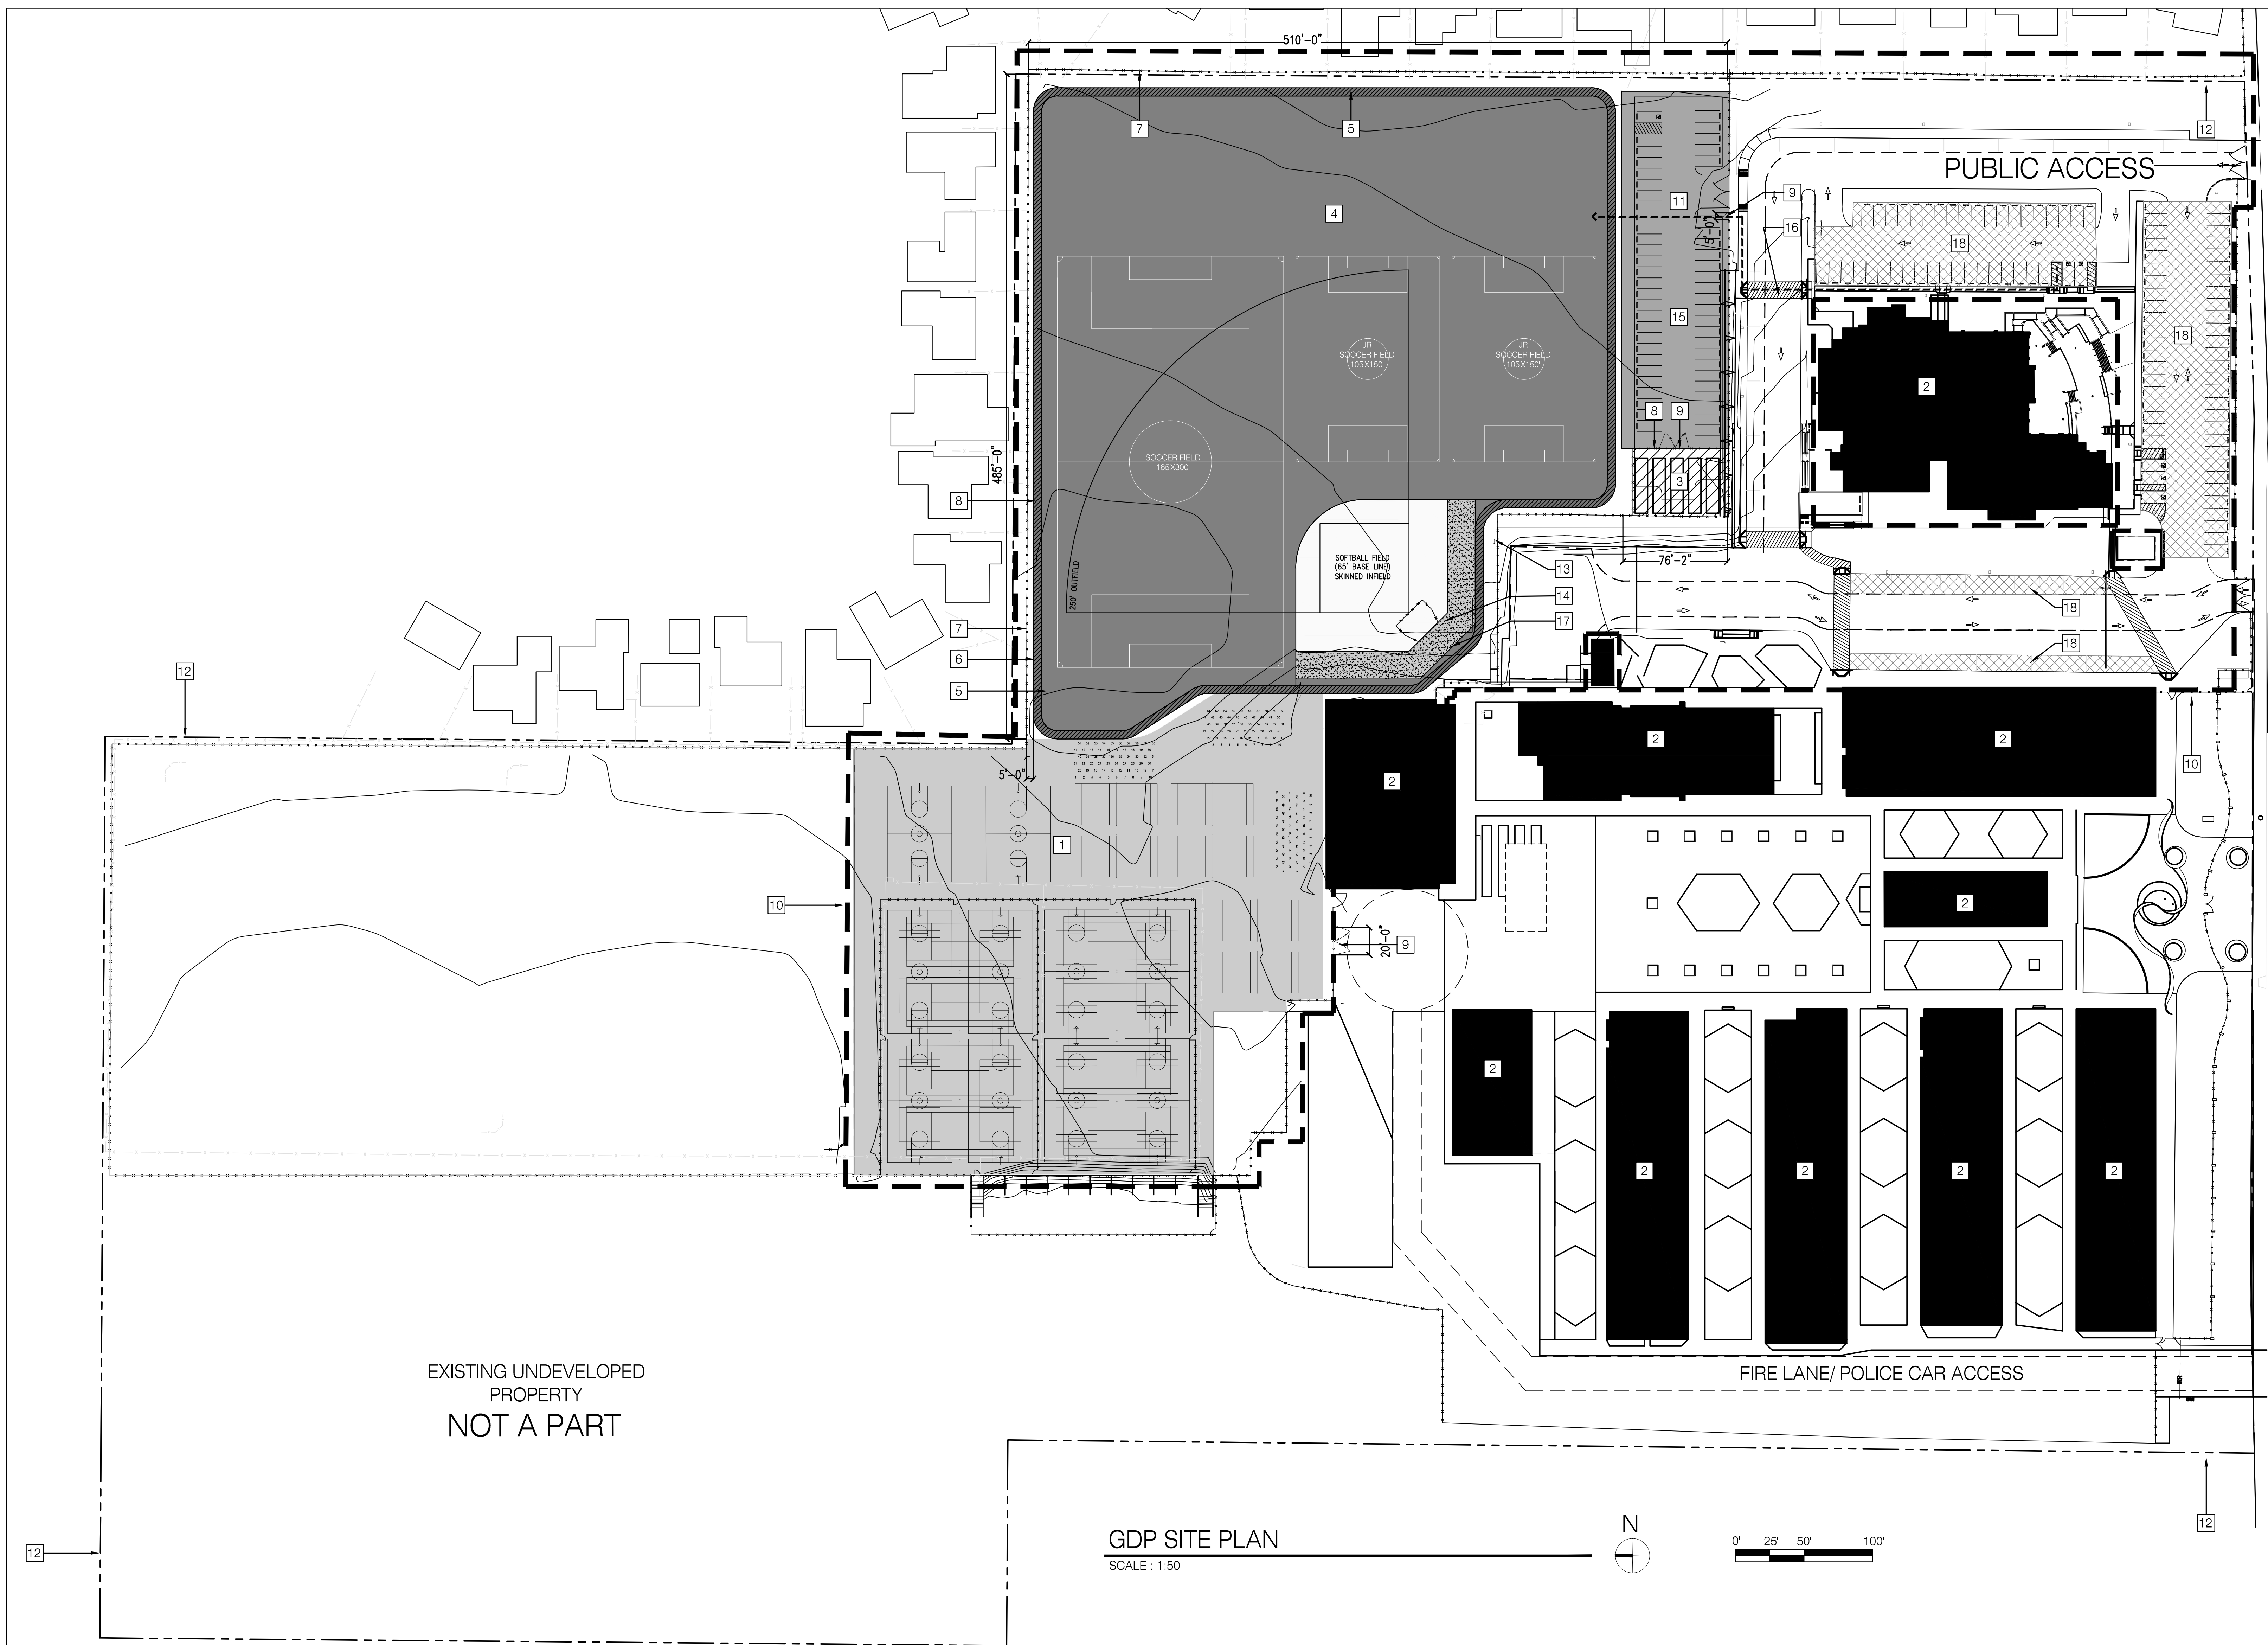 510'-0"
7
5
12
PUBLIC ACCESS
4
11
9
5'-0"
16
18
18
15
JR
SOCCER FIELD
105'X150'
JR
SOCCER FIELD
105'X150'
2
8
9
SOCCER FIELD
165'X300'
485'-0"
3
8
SOFTBALL FIELD
(65' BASE LINE)
SKINNED INFIELD
76'-2"
13
250' OUTFIELD
14
18
7
17
18
6
12
5
2
2
10
2
5'-0"
1
10
2
20'-0"
9
2
2
2
2
2
EXISTING UNDEVELOPED
PROPERTY
NOT A PART
FIRE LANE/ POLICE CAR ACCESS
12
12
GDP SITE PLAN
SCALE : 1:50
N
0' 25' 50' 100'